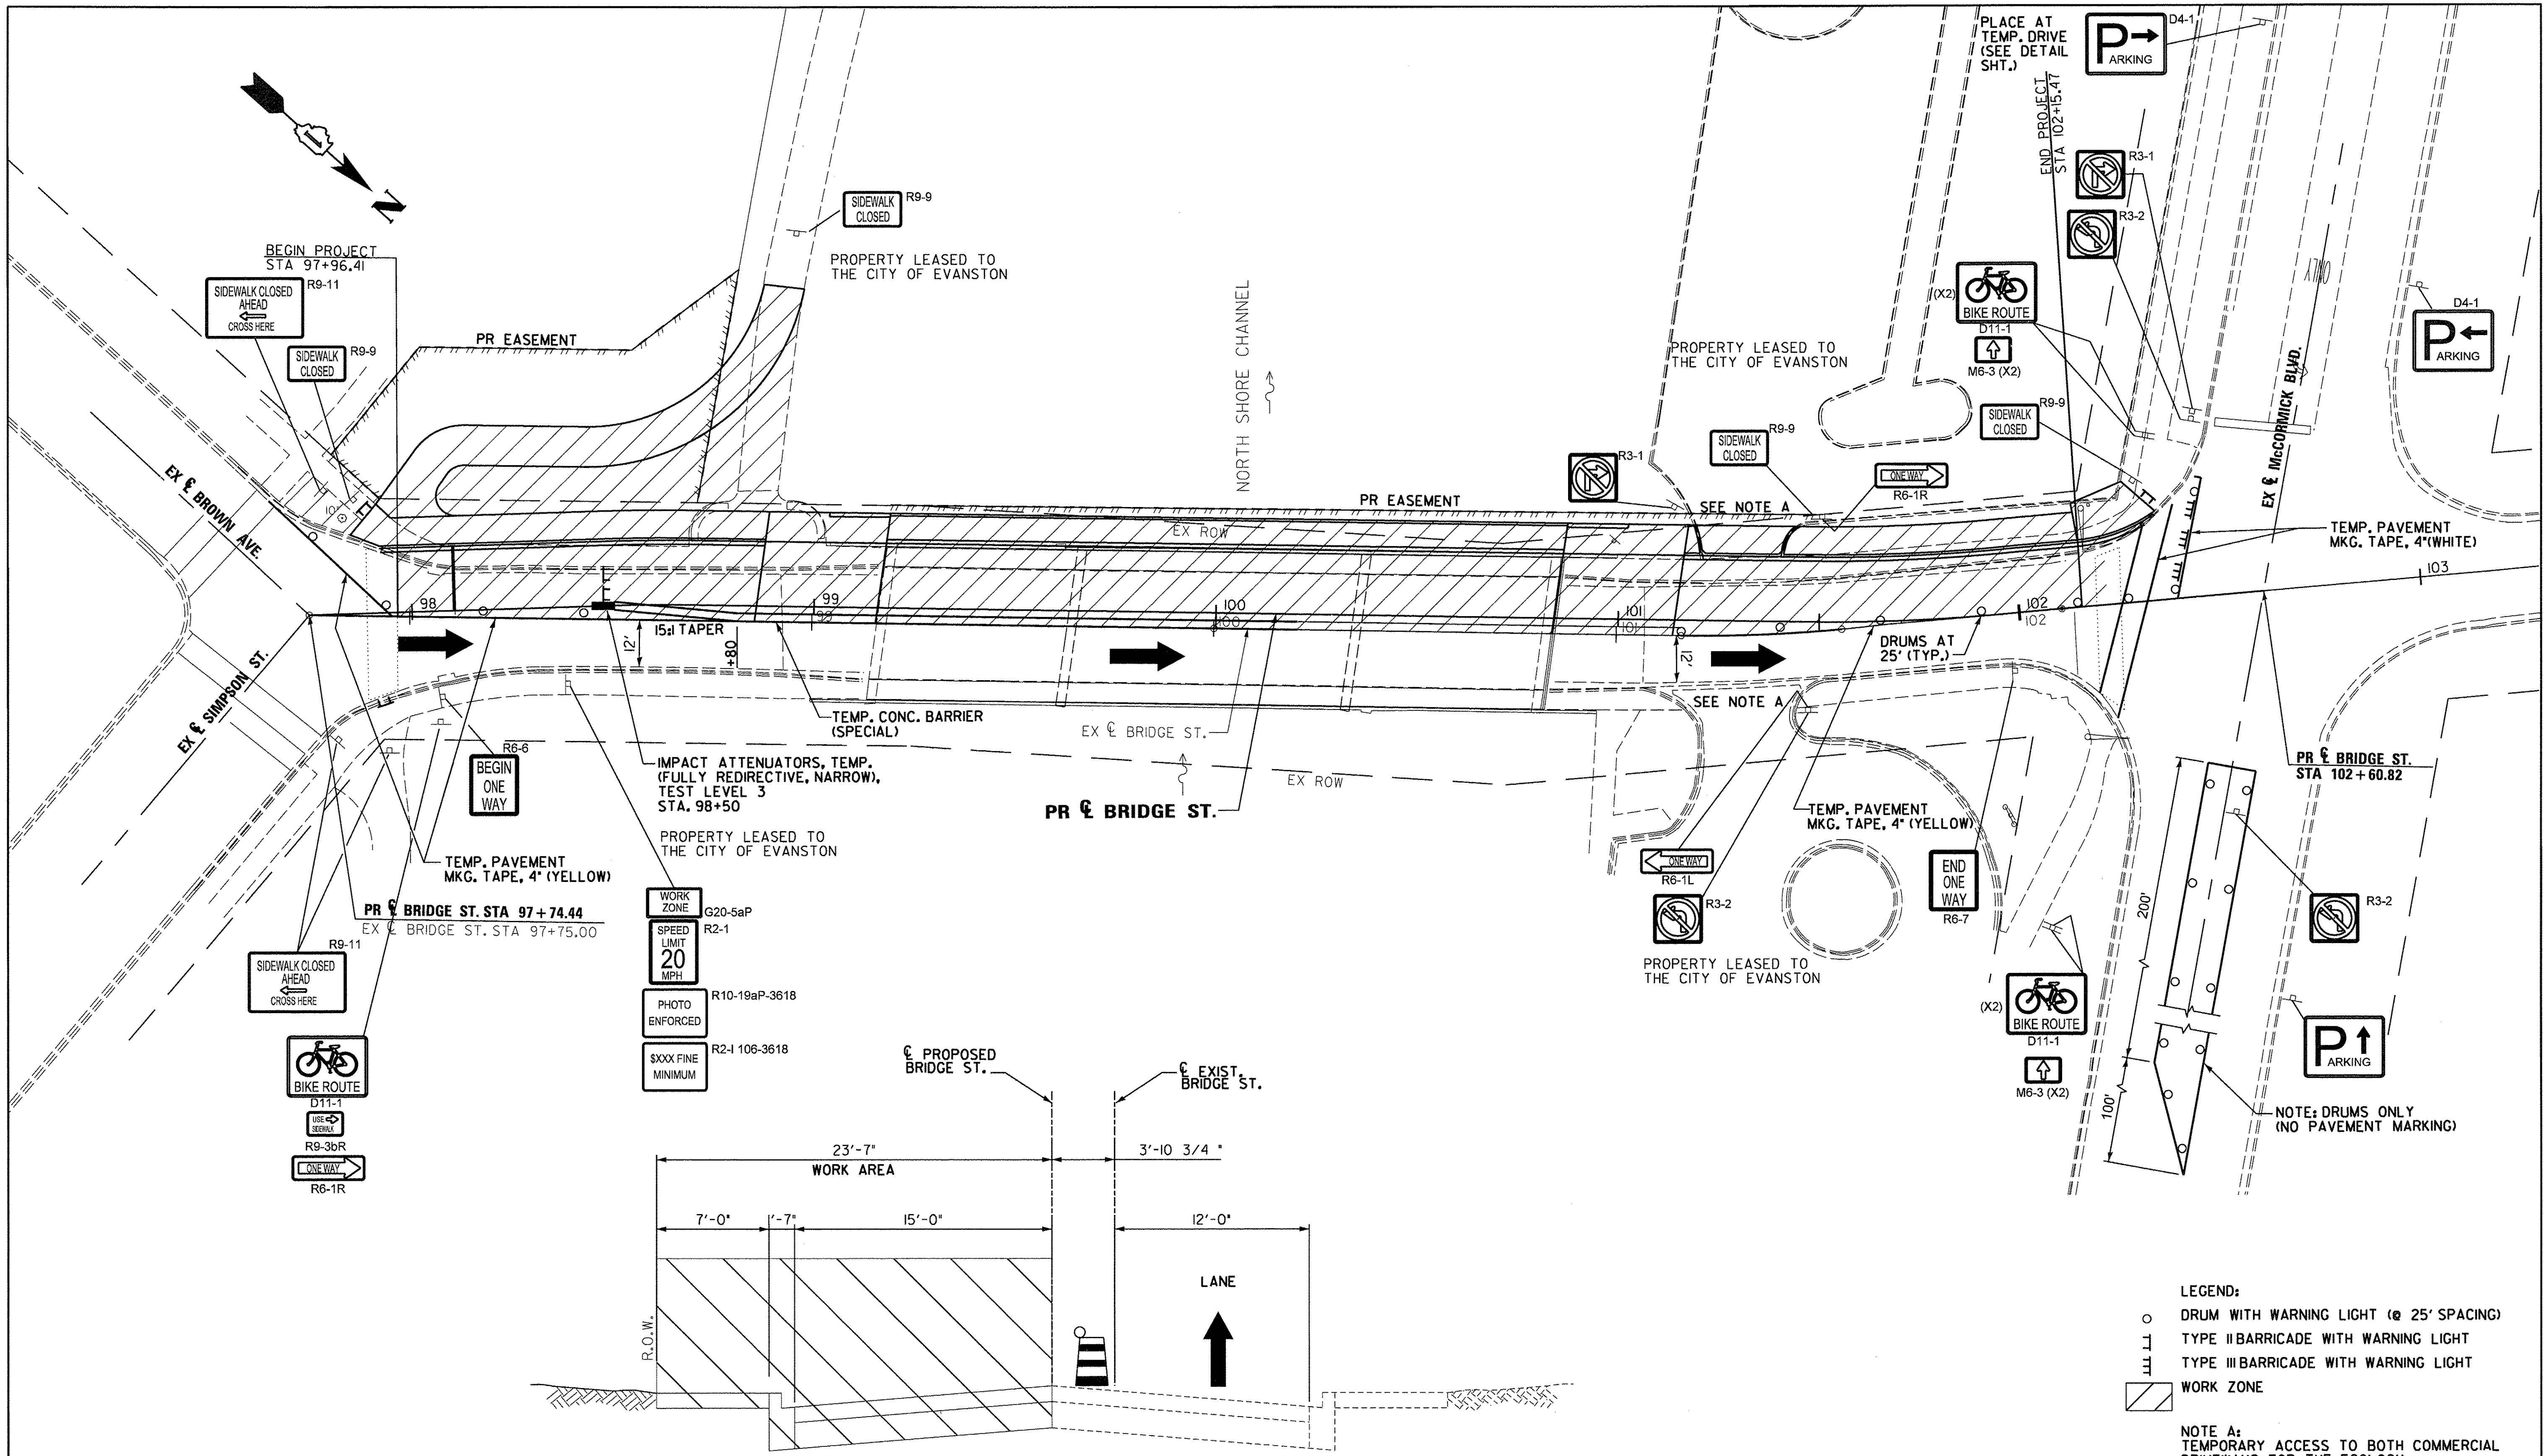 PLACE AT
TEMP. DRIVE
(SEE DETAIL
SHT.)
P→
ARKING
D4-1
END PROJECT
STA 102+15.47
R3-1
R3-2
N
SIDEWALK
CLOSED
R9-9
PROPERTY LEASED TO
THE CITY OF EVANSTON
BEGIN PROJECT
STA 97+96.41
SIDEWALK CLOSED
AHEAD
←
CROSS HERE
R9-11
SIDEWALK
CLOSED
R9-9
PR EASEMENT
NORTH SHORE CHANNEL
(X2)
BIKE ROUTE
D11-1
M6-3 (X2)
ONLY
D4-1
P←
ARKING
PROPERTY LEASED TO
THE CITY OF EVANSTON
SIDEWALK
CLOSED
R9-9
SIDEWALK
CLOSED
R9-9
R3-1
ONE WAY
R6-1R
EX ℄ McCORMICK BLVD.
EX ℄ BROWN AVE.
PR EASEMENT
SEE NOTE A
EX ROW
TEMP. PAVEMENT
MKG. TAPE, 4" (WHITE)
98
99
99
100
100
101
101
102
102
103
15:1 TAPER
12'
+80
12'
DRUMS AT
25' (TYP.)
EX ℄ SIMPSON ST.
SEE NOTE A
TEMP. CONC. BARRIER
(SPECIAL)
EX ℄ BRIDGE ST.
R6-6
BEGIN
ONE
WAY
IMPACT ATTENUATORS, TEMP.
(FULLY REDIRECTIVE, NARROW),
TEST LEVEL 3
STA. 98+50
EX ROW
PR ℄ BRIDGE ST.
PR ℄ BRIDGE ST.
STA 102+60.82
TEMP. PAVEMENT
MKG. TAPE, 4" (YELLOW)
PROPERTY LEASED TO
THE CITY OF EVANSTON
TEMP. PAVEMENT
MKG. TAPE, 4" (YELLOW)
ONE WAY
R6-1L
R3-2
END
ONE
WAY
R6-7
R3-2
200'
PR ℄ BRIDGE ST. STA 97+74.44
EX ℄ BRIDGE ST. STA 97+75.00
WORK
ZONE
G20-5aP
SPEED
LIMIT
20
MPH
R2-1
PHOTO
ENFORCED
R10-19aP-3618
$XXX FINE
MINIMUM
R2-I 106-3618
R9-11
SIDEWALK CLOSED
AHEAD
←
CROSS HERE
PROPERTY LEASED TO
THE CITY OF EVANSTON
(X2)
BIKE ROUTE
D11-1
M6-3 (X2)
P↑
ARKING
BIKE ROUTE
D11-1
USE →
SIDEWALK
R9-3bR
ONE WAY
R6-1R
100'
NOTE: DRUMS ONLY
(NO PAVEMENT MARKING)
℄ PROPOSED
BRIDGE ST.
℄ EXIST.
BRIDGE ST.
23'-7"
WORK AREA
3'-10 3/4 "
7'-0"
1'-7"
15'-0"
12'-0"
R.O.W.
LANE
LEGEND:
DRUM WITH WARNING LIGHT (@ 25' SPACING)
TYPE II BARRICADE WITH WARNING LIGHT
TYPE III BARRICADE WITH WARNING LIGHT
WORK ZONE
NOTE A:
TEMPORARY ACCESS TO BOTH COMMERCIAL